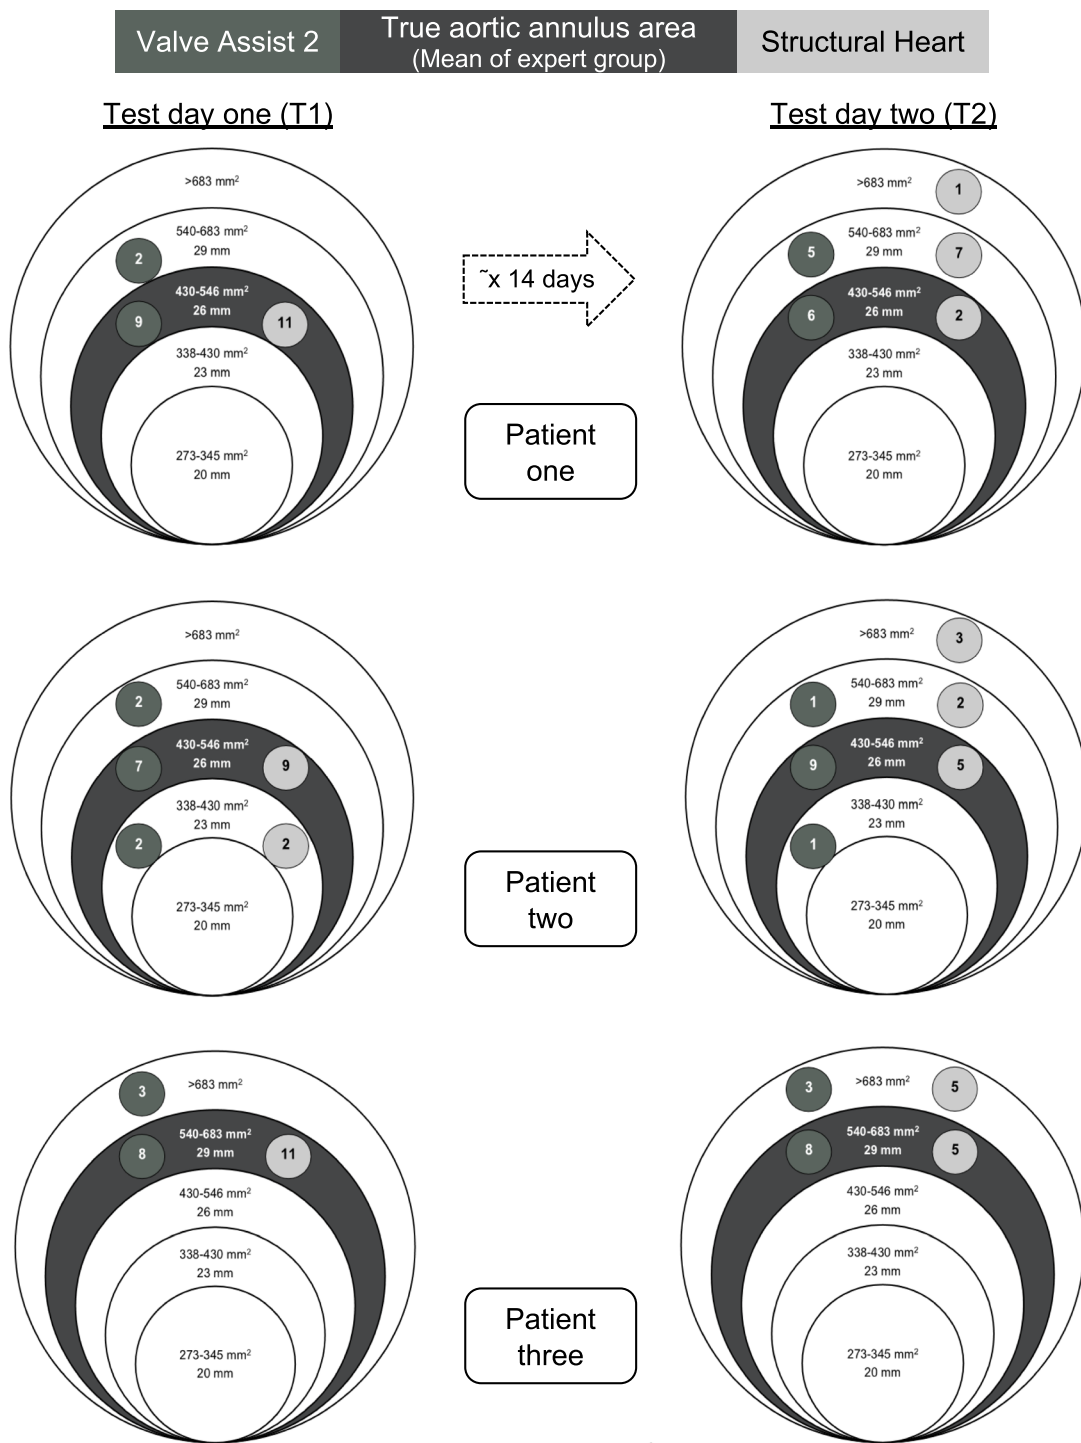 Valve Assist 2
True aortic annulus area
(Mean of expert group)
Structural Heart
Test day one (T1)
Test day two (T2)
>683 mm²
540-683 mm²
29 mm
2
430-546 mm²
26 mm
9
11
338-430 mm²
23 mm
273-345 mm²
20 mm
~x 14 days
Patient
one
>683 mm²
1
540-683 mm²
29 mm
5
7
430-546 mm²
26 mm
6
2
338-430 mm²
23 mm
273-345 mm²
20 mm
>683 mm²
540-683 mm²
29 mm
2
430-546 mm²
26 mm
7
9
338-430 mm²
23 mm
2
2
273-345 mm²
20 mm
Patient
two
>683 mm²
3
540-683 mm²
29 mm
1
2
430-546 mm²
26 mm
9
5
338-430 mm²
23 mm
1
273-345 mm²
20 mm
3
>683 mm²
540-683 mm²
29 mm
8
11
430-546 mm²
26 mm
338-430 mm²
23 mm
273-345 mm²
20 mm
Patient
three
3
>683 mm²
5
540-683 mm²
29 mm
8
5
430-546 mm²
26 mm
338-430 mm²
23 mm
273-345 mm²
20 mm